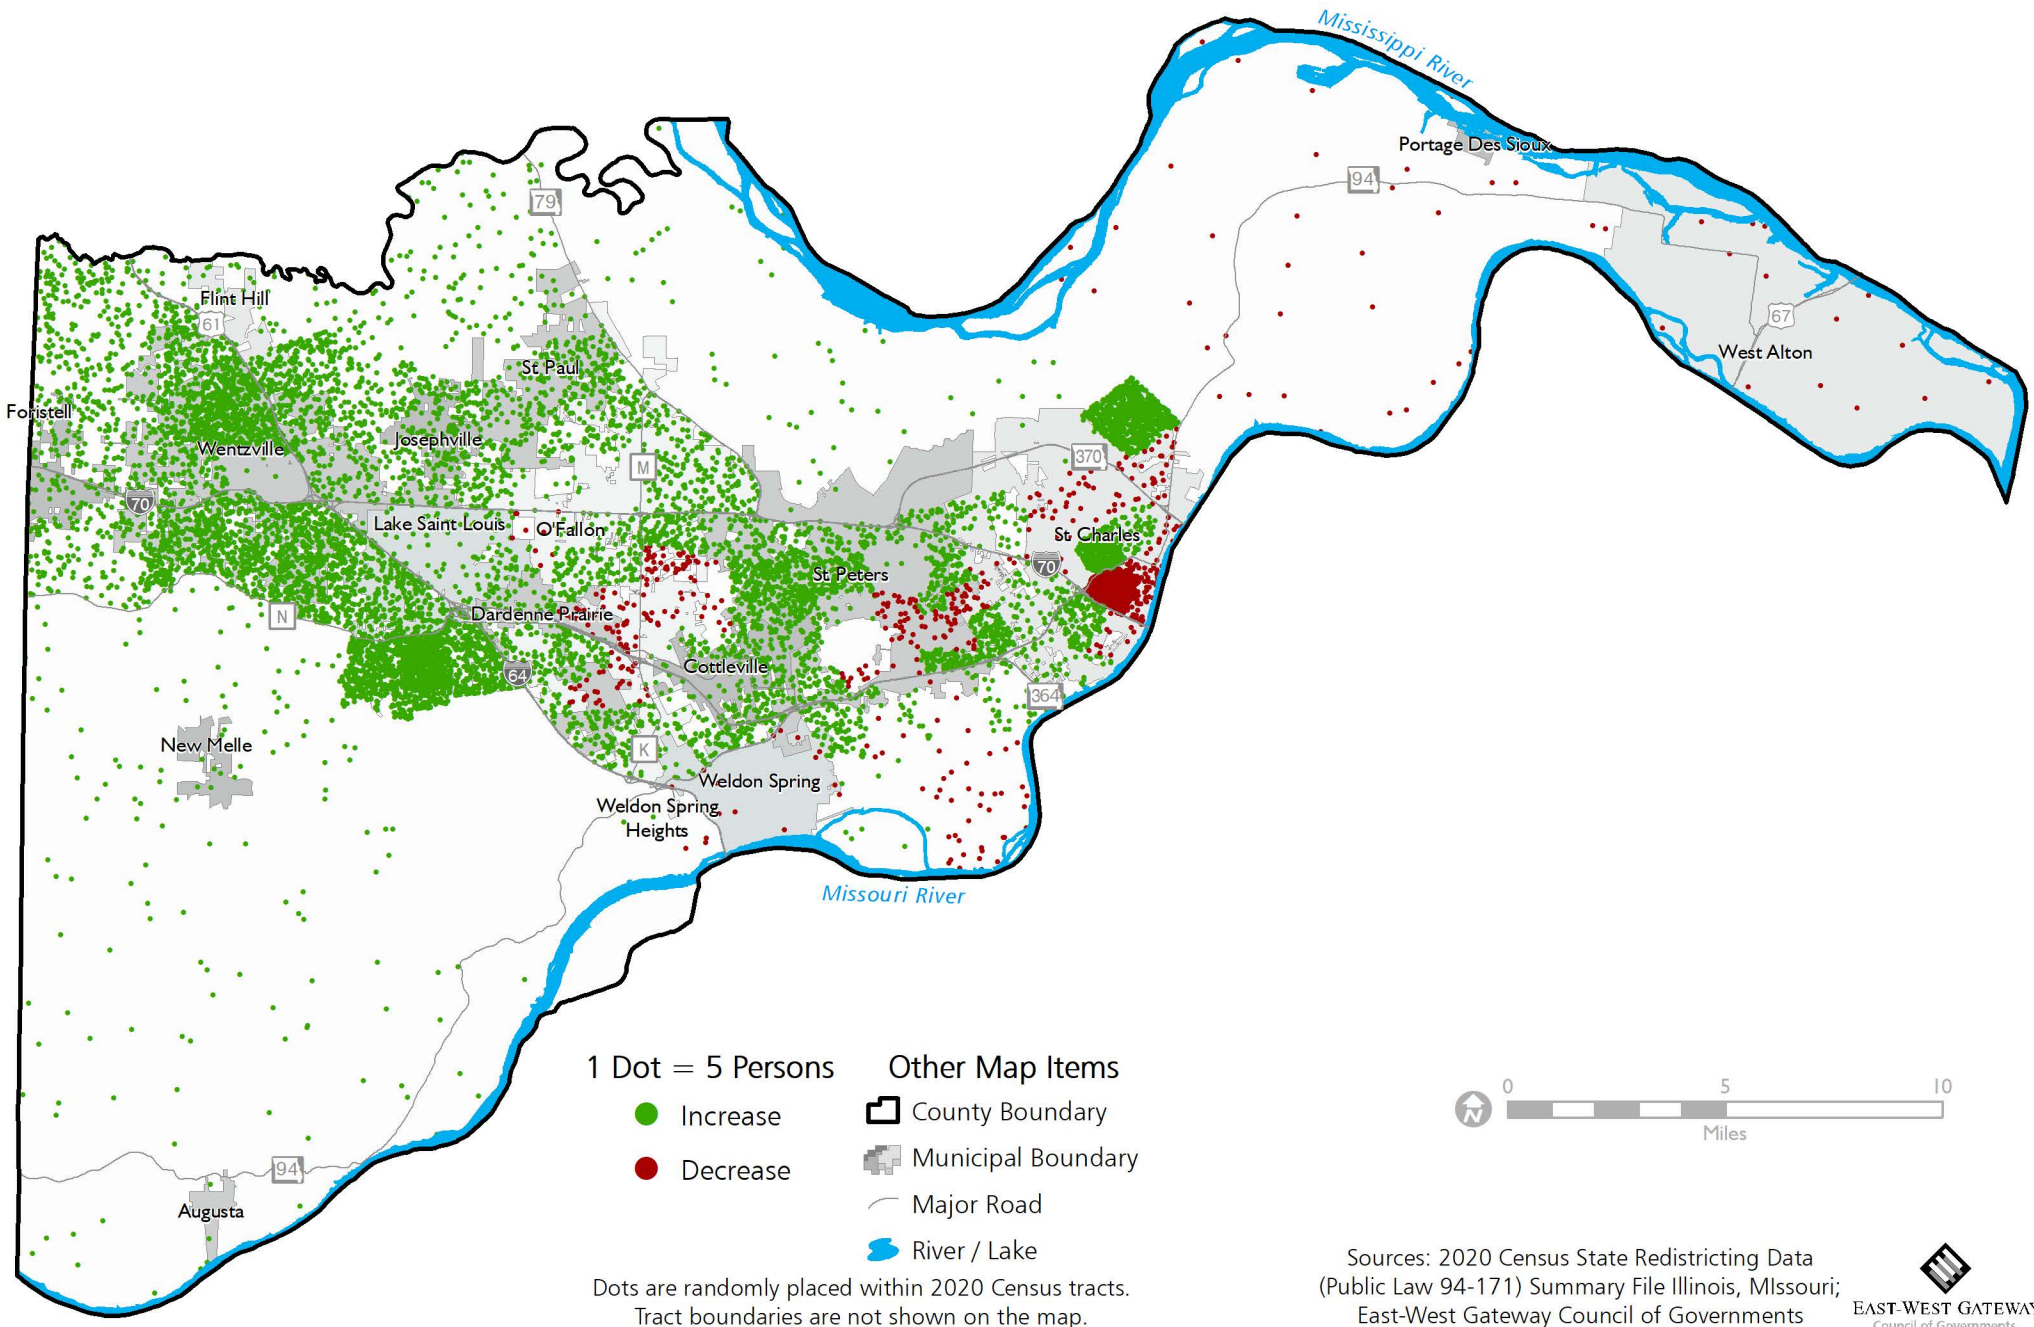 Mississippi River
Portage Des Sioux
94
79
Flint Hill
61
67
West Alton
St Paul
Foristell
Josephville
Wentzville
370
M
70
Lake Saint Louis
O'Fallon
St Charles
70
St Peters
N
Dardenne Prairie
Cottleville
64
364
New Melle
K
Weldon Spring
Weldon Spring
Heights
Missouri River
94
Augusta
1 Dot = 5 Persons
Increase
Decrease
Other Map Items
County Boundary
Municipal Boundary
Major Road
River / Lake
Dots are randomly placed within 2020 Census tracts.
Tract boundaries are not shown on the map.
N
0 5 10
Miles
Sources: 2020 Census State Redistricting Data
(Public Law 94-171) Summary File Illinois, MIssouri;
East-West Gateway Council of Governments
EAST-WEST GATEWAY
Council of Governments